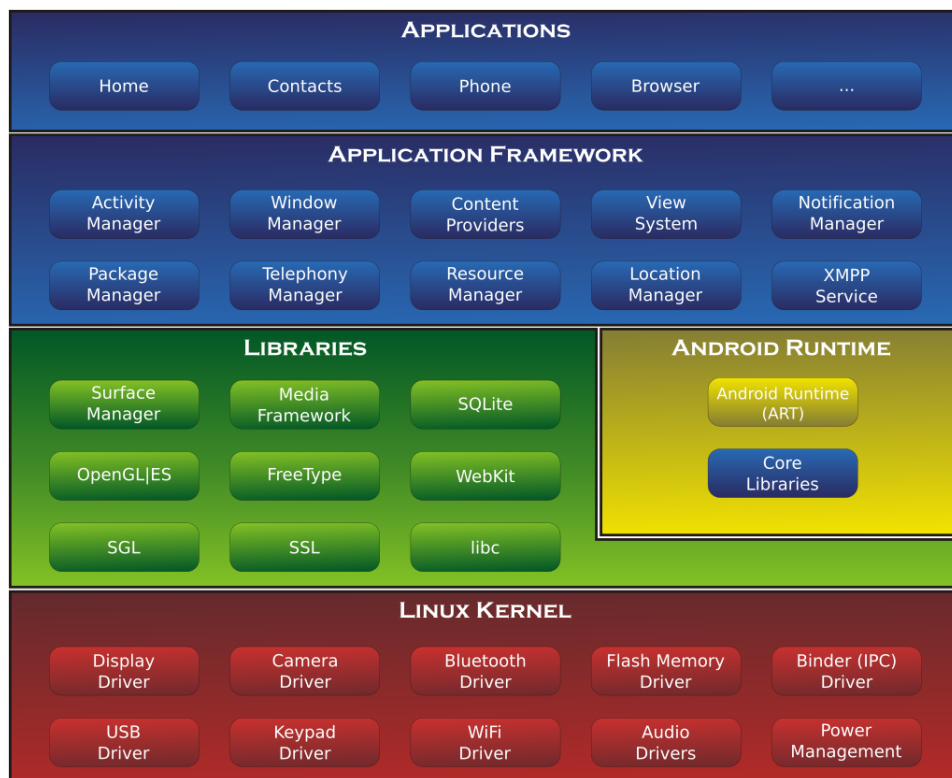 APPLICATIONS
Home
Contacts
Phone
Browser
...
APPLICATION FRAMEWORK
Activity
Manager
Window
Manager
Content
Providers
View
System
Notification
Manager
Package
Manager
Telephony
Manager
Resource
Manager
Location
Manager
XMPP
Service
LIBRARIES
Surface
Manager
Media
Framework
SQLite
OpenGL|ES
FreeType
WebKit
SGL
SSL
libc
ANDROID RUNTIME
Android Runtime
(ART)
Core
Libraries
LINUX KERNEL
Display
Driver
Camera
Driver
Bluetooth
Driver
Flash Memory
Driver
Binder (IPC)
Driver
USB
Driver
Keypad
Driver
WiFi
Driver
Audio
Drivers
Power
Management